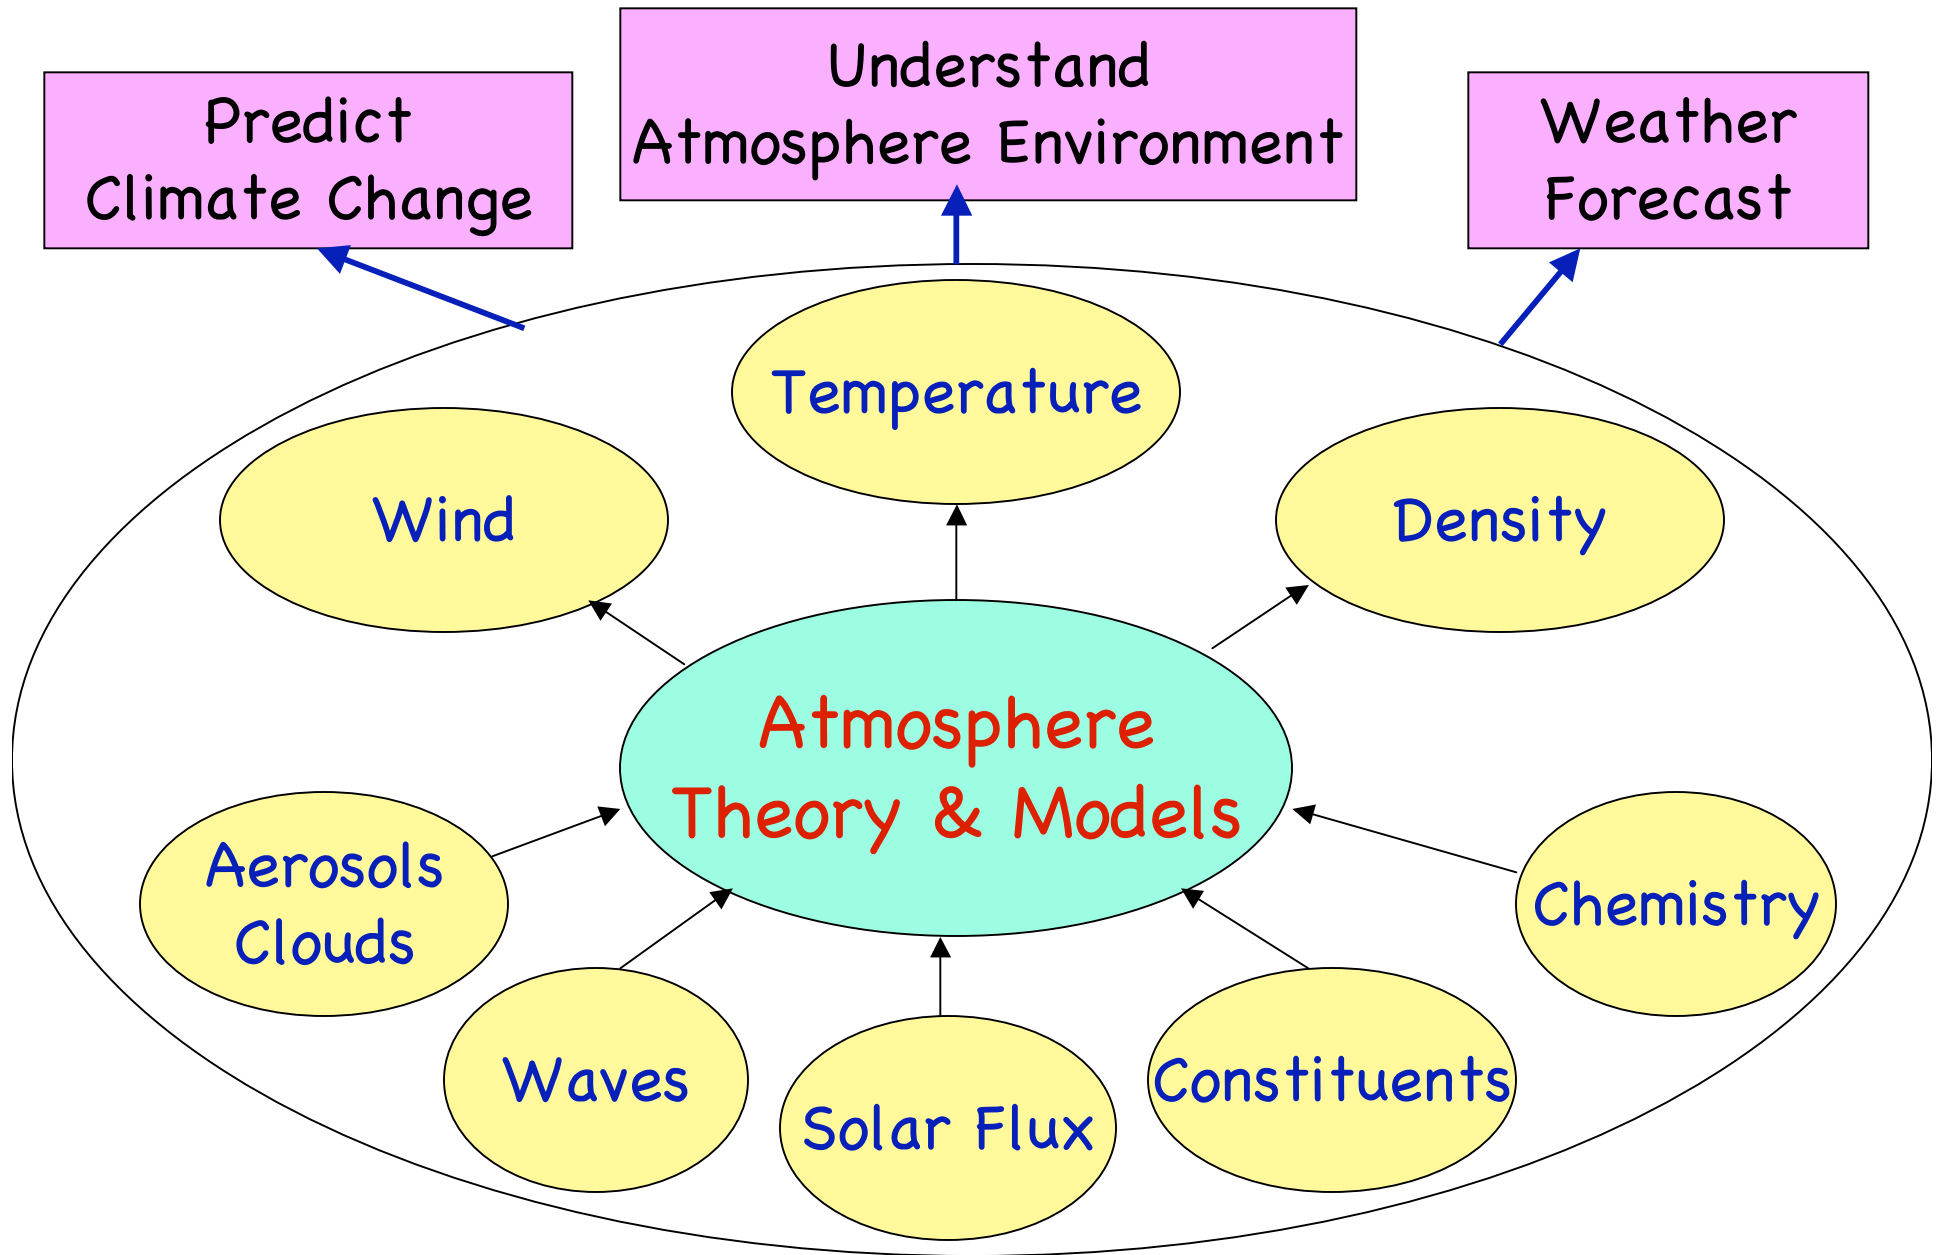 Predict
Climate Change
Understand
Atmosphere Environment
Weather
Forecast
Temperature
Wind
Density
Atmosphere
Theory & Models
Aerosols
Clouds
Chemistry
Waves
Solar Flux
Constituents